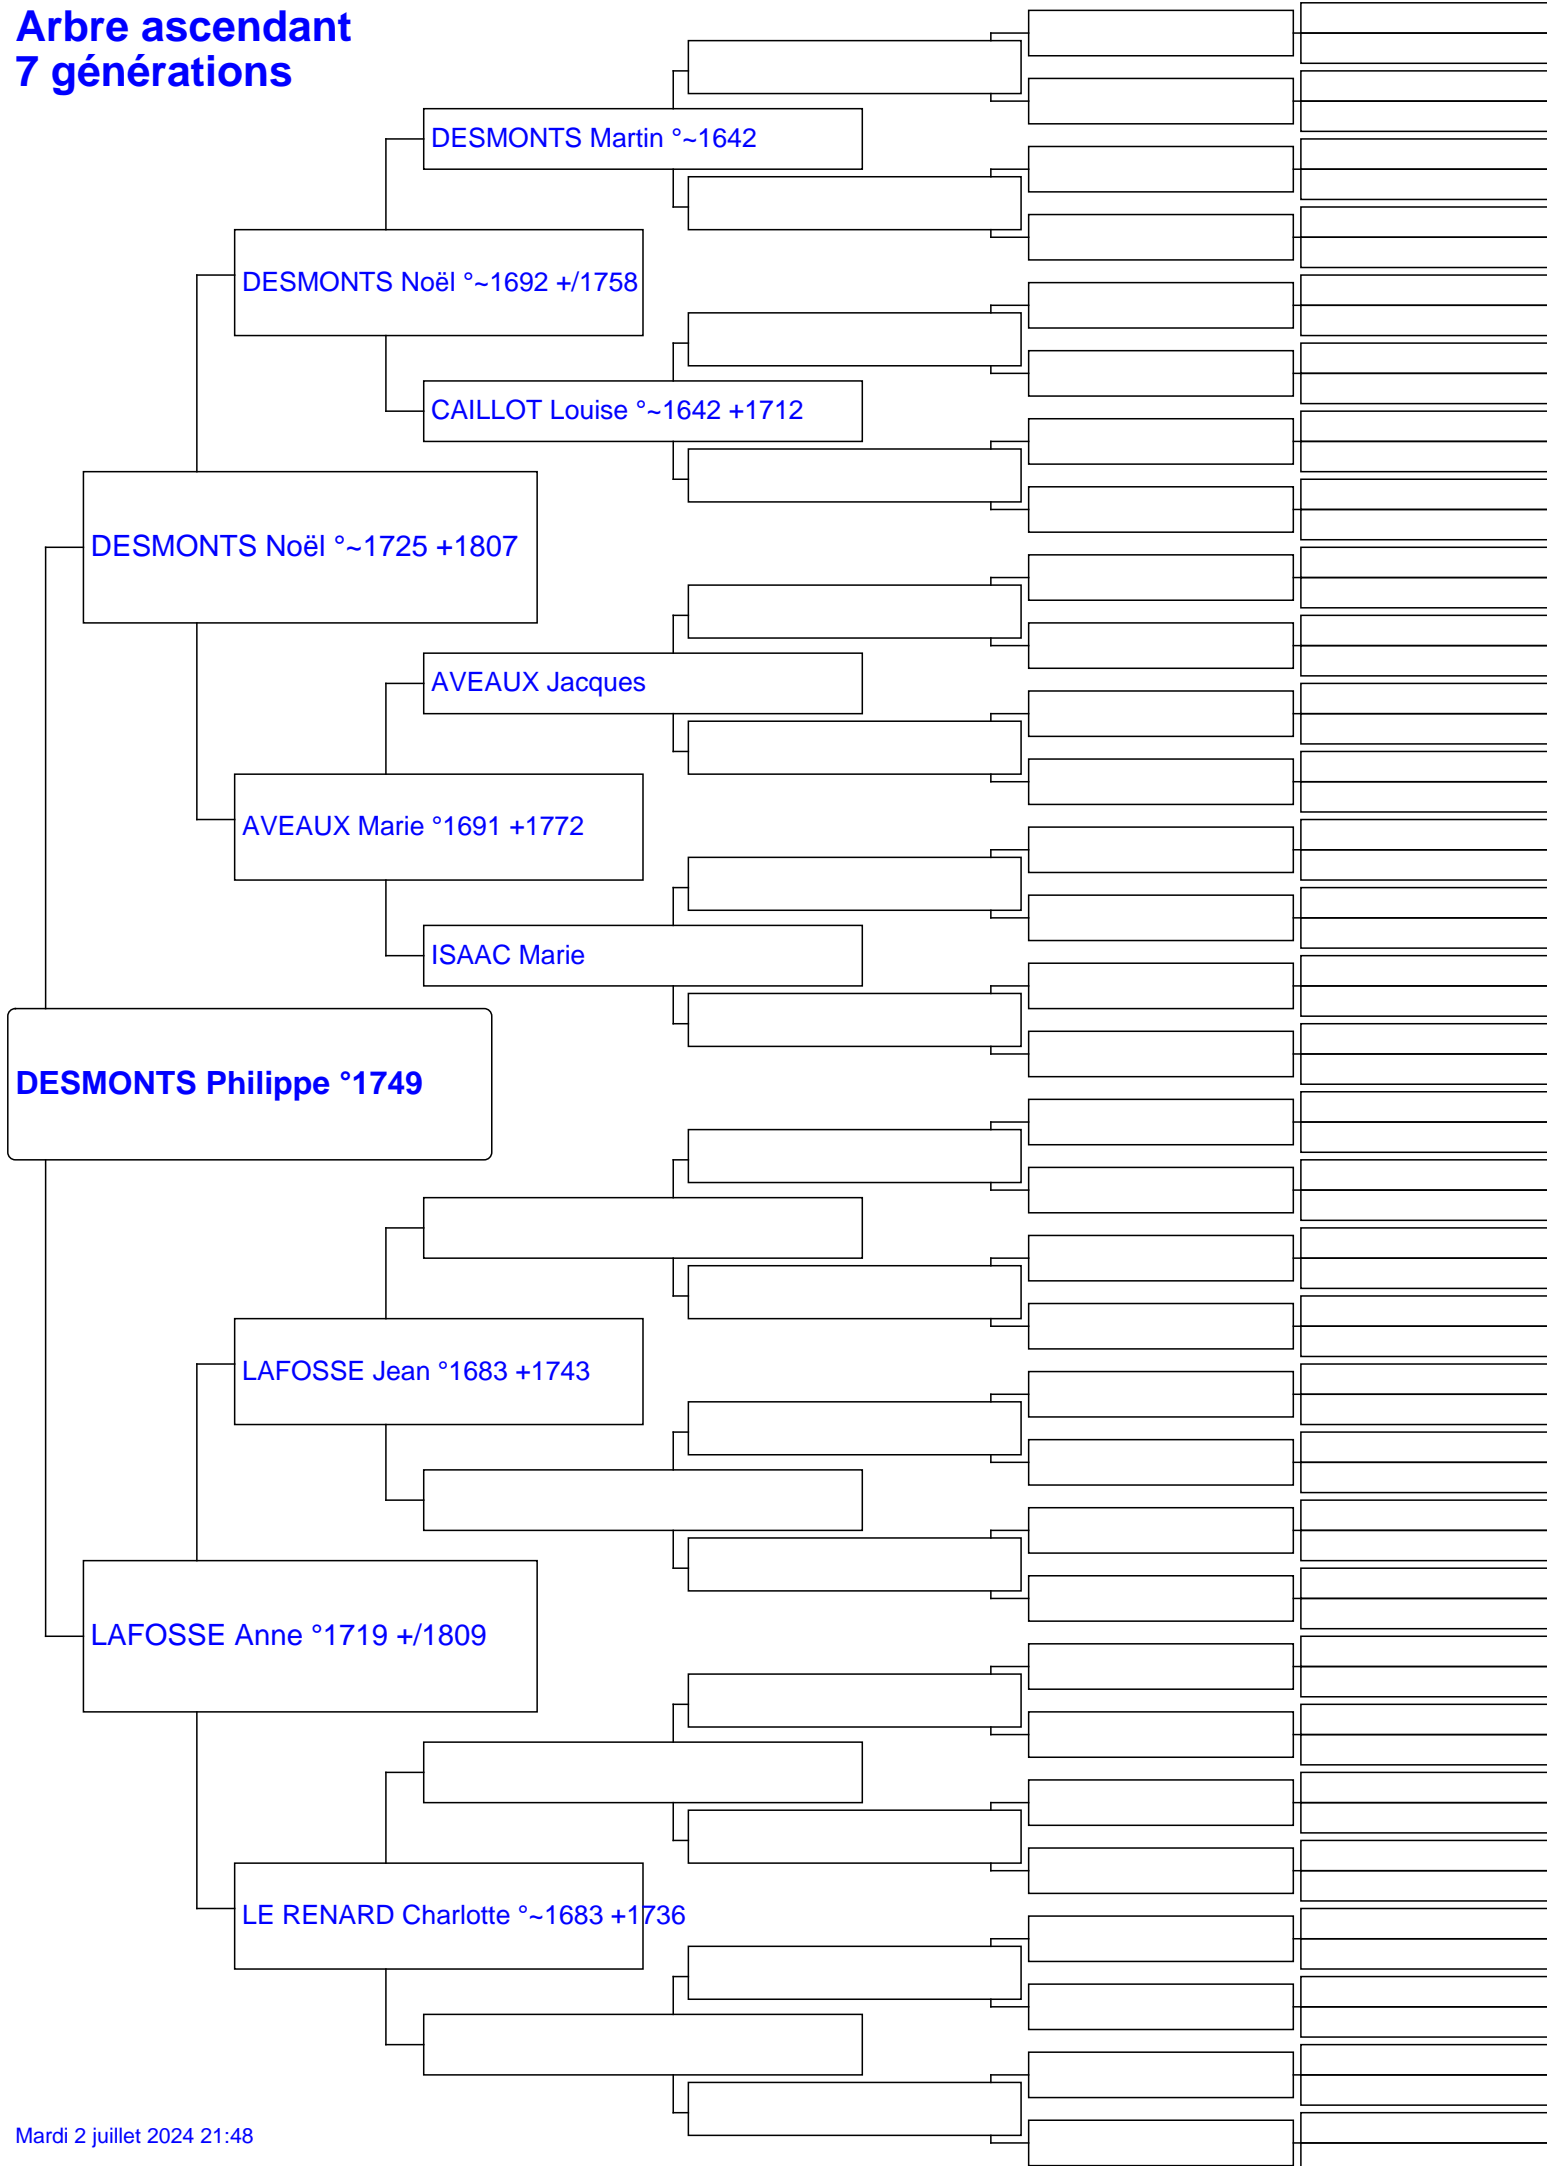 Arbre ascendant
7 générations
DESMONTS Martin °~1642
DESMONTS Noël °~1692 +/1758
CAILLOT Louise °~1642 +1712
DESMONTS Noël °~1725 +1807
AVEAUX Jacques
AVEAUX Marie °1691 +1772
ISAAC Marie
DESMONTS Philippe °1749
LAFOSSE Jean °1683 +1743
LAFOSSE Anne °1719 +/1809
LE RENARD Charlotte °~1683 +1736
Mardi 2 juillet 2024 21:48